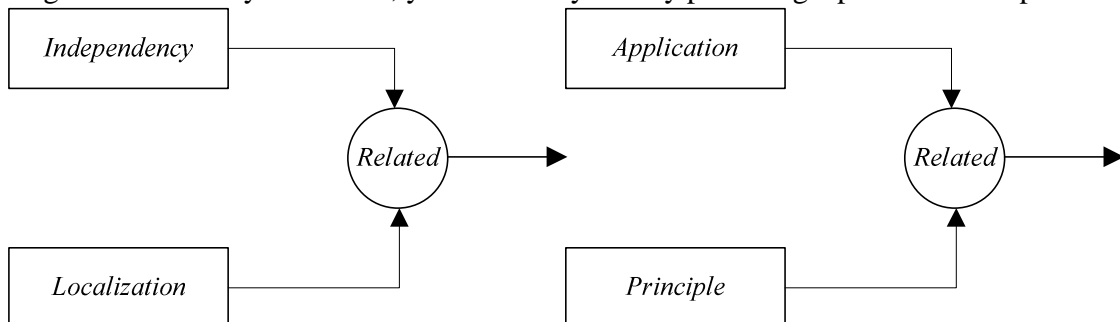 Independency
Application
Related
Related
Localization
Principle